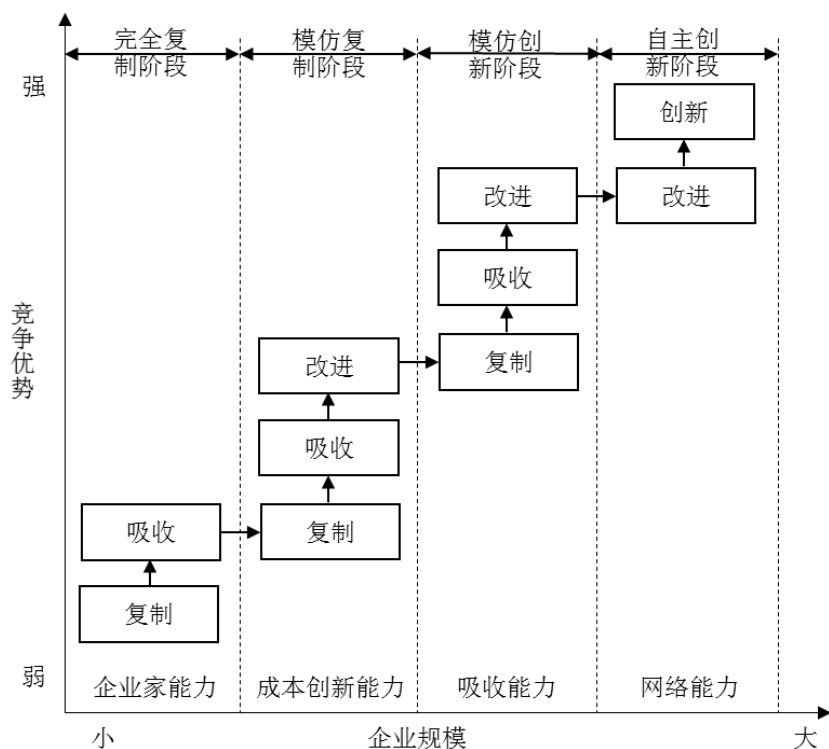 完全复
制阶段
模仿复
制阶段
模仿创
新阶段
自主创
新阶段
强
创新
改进
改进
吸收
竞争优势
复制
改进
吸收
吸收
复制
复制
弱
企业家能力
成本创新能力
吸收能力
网络能力
小
企业规模
大